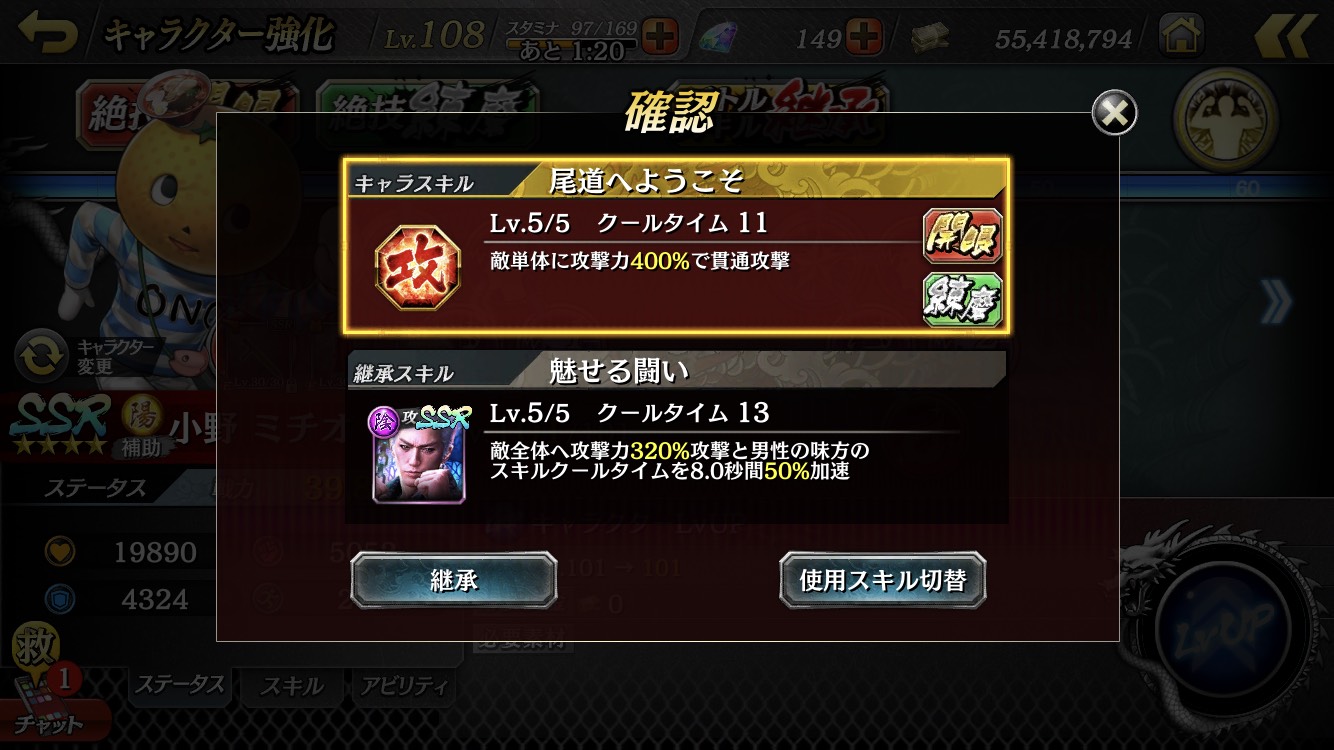 キャラクター強化
Lv.108
スタミナ 97/169
あと 1:20
149
55,418,794
確認
キャラスキル
尾道へようこそ
攻
Lv.5/5 クールタイム 11
敵単体に攻撃力400%で貫通攻撃
開眼
練磨
60
ONO
キャラクター
変更
継承スキル
魅せる闘い
陰 攻 SSR
Lv.5/5 クールタイム 13
敵全体へ攻撃力320%攻撃と男性の味方の
スキルクールタイムを8.0秒間50%加速
SSR 陽
補助
小野 ミチオ
ステータス
19890
4324
継承
使用スキル切替
LvUP
救
1
チャット
ステータス
スキル
アビリティ